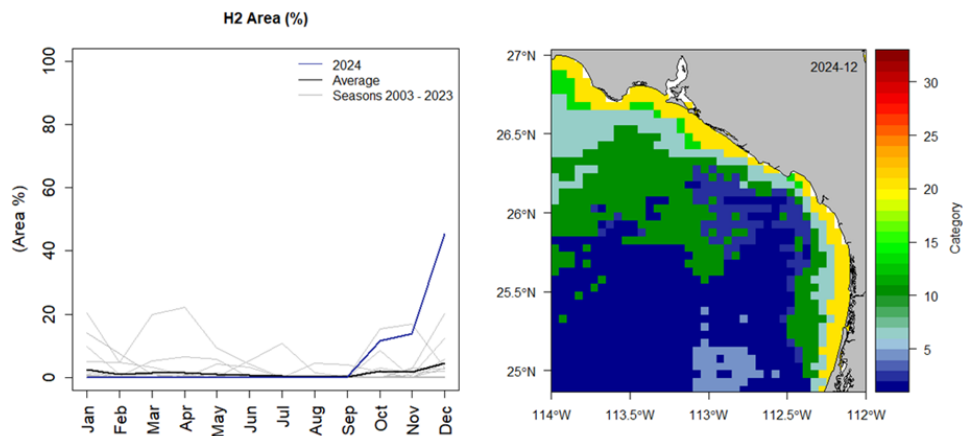 H2 Area (%)
(Area %)
100
80
60
40
20
0
2024
Average
Seasons 2003 - 2023
Jan
Feb
Mar
Apr
May
Jun
Jul
Aug
Sep
Oct
Nov
Dec
27°N
26.5°N
26°N
25.5°N
25°N
2024-12
114°W
113.5°W
113°W
112.5°W
112°W
30
25
20
15
10
5
Category